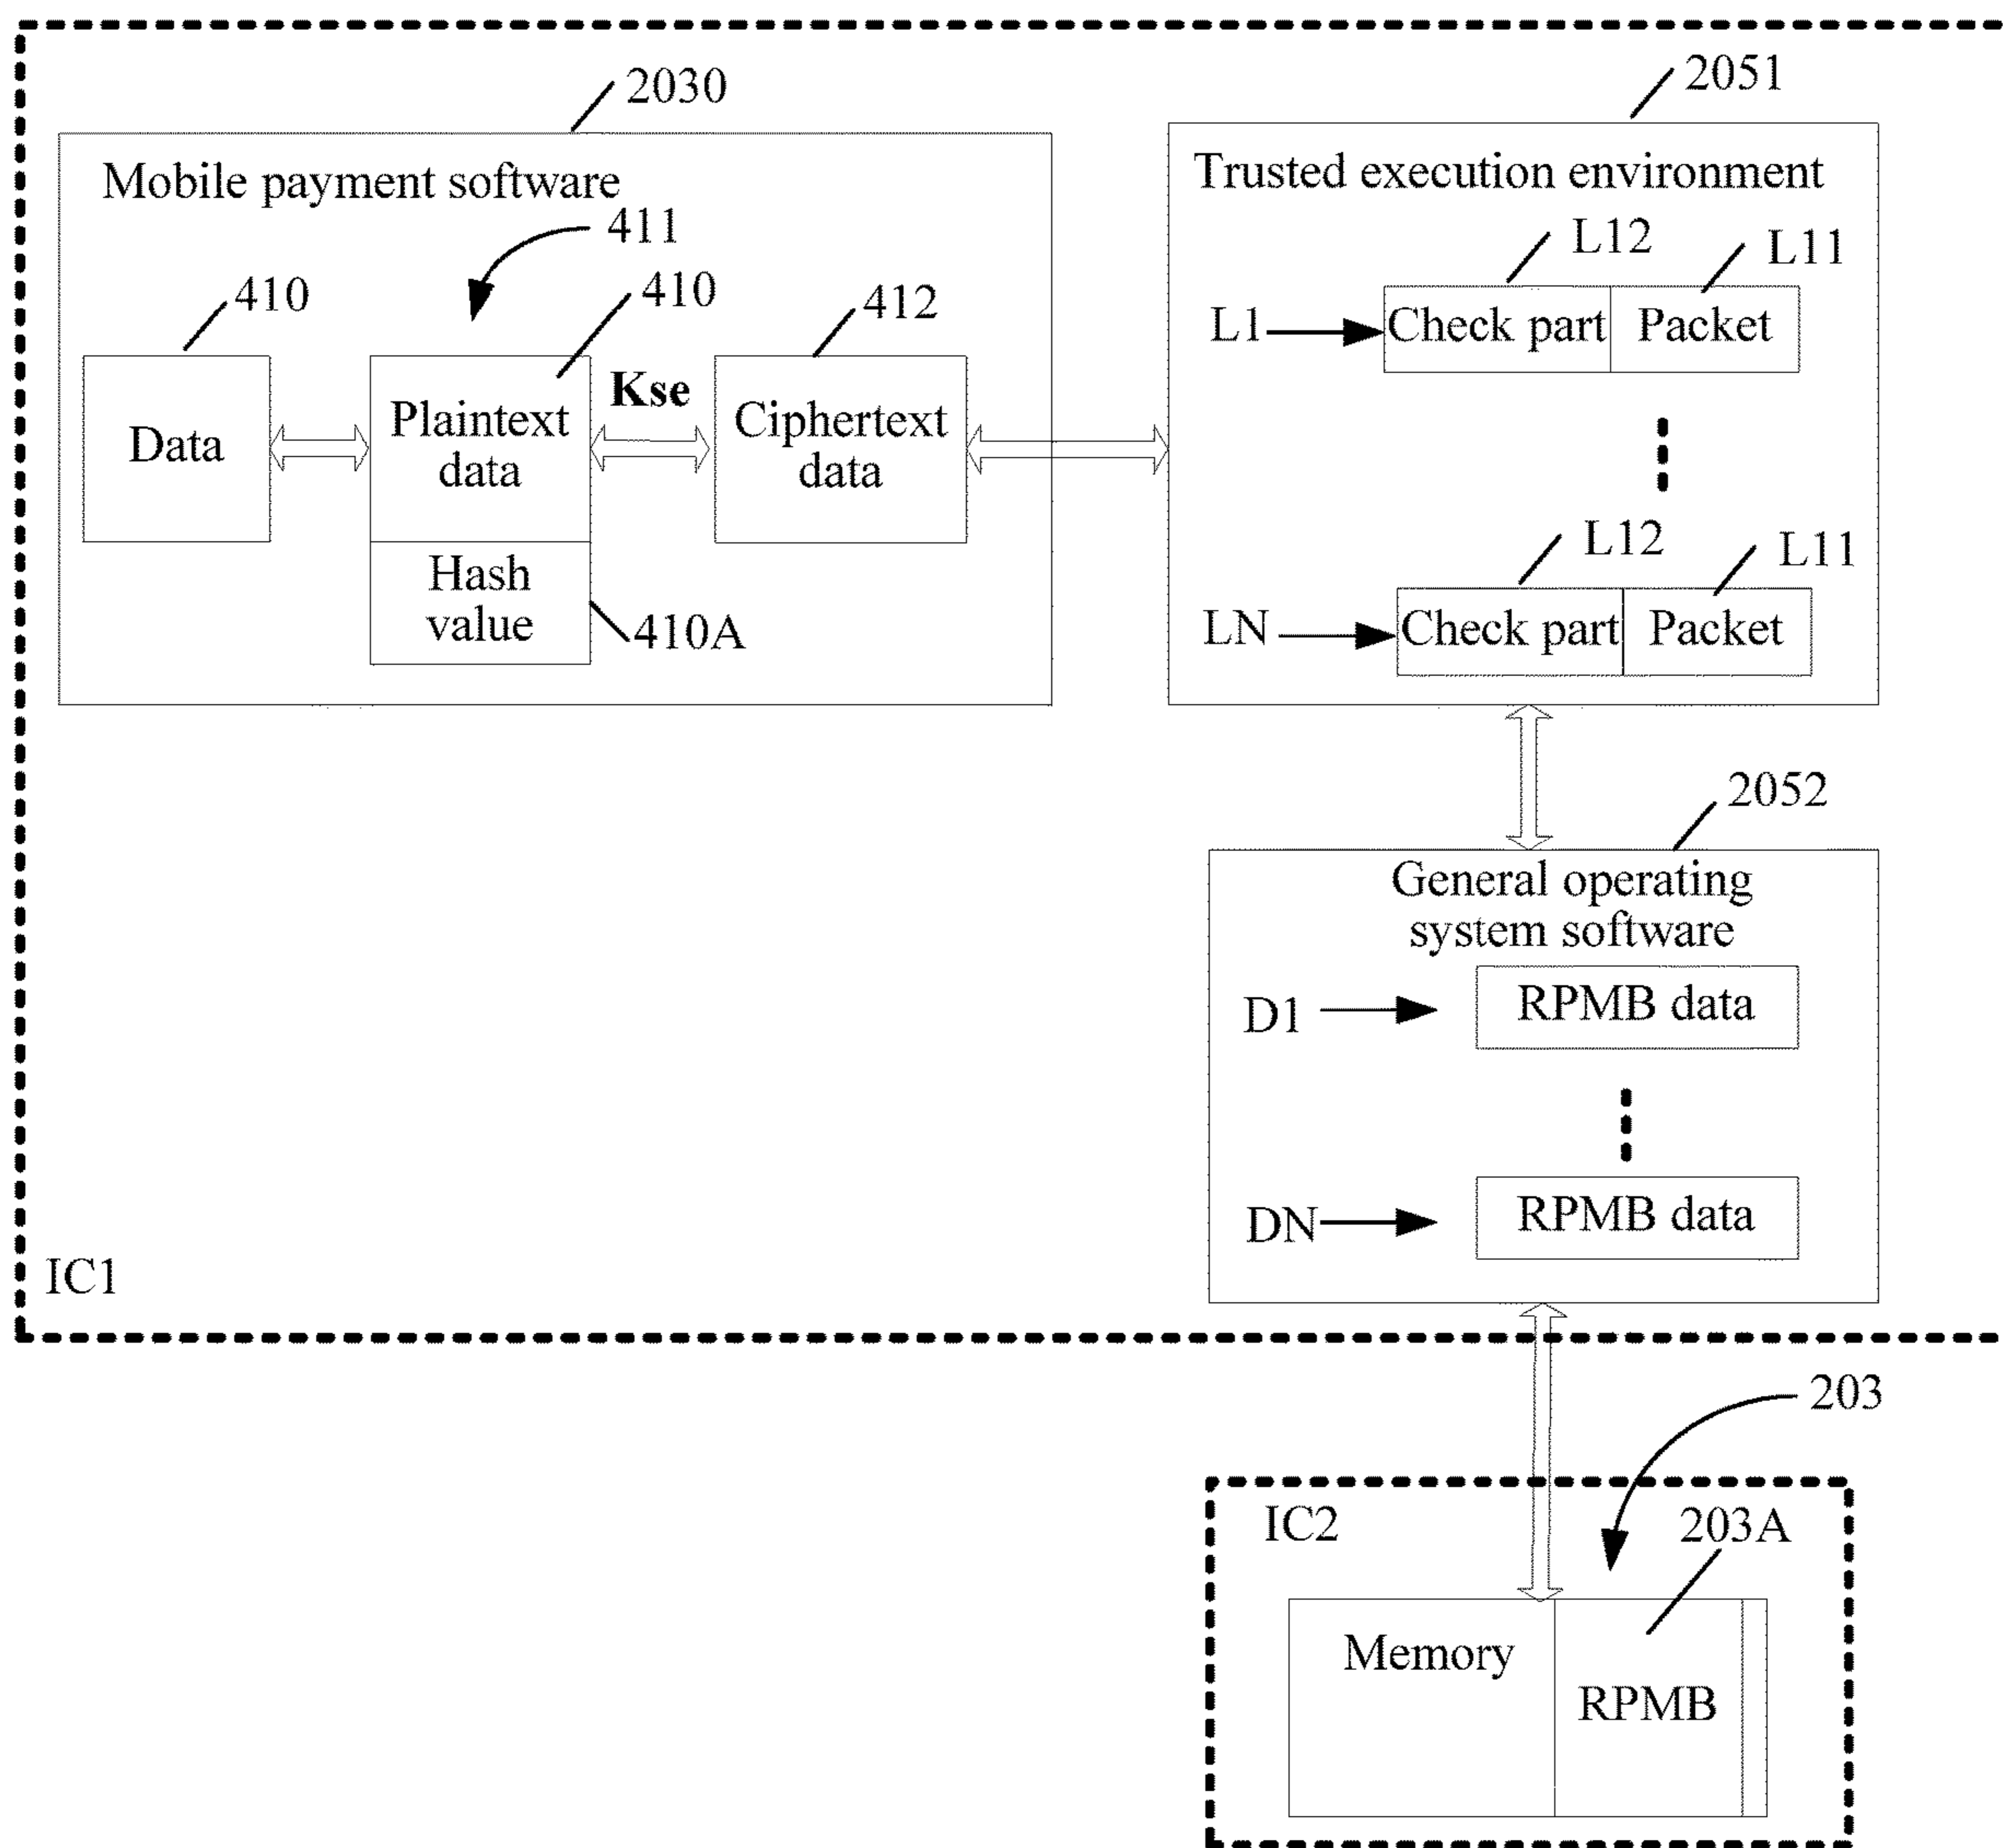 2030
2051
Mobile payment software
Trusted execution environment
411
L12
L11
410
410
412
L1
Check part
Packet
Kse
Data
Plaintext
data
Ciphertext
data
Hash
value
410A
L12
L11
LN
Check part
Packet
2052
General operating
system software
D1
RPMB data
DN
RPMB data
IC1
203
IC2
203A
Memory
RPMB